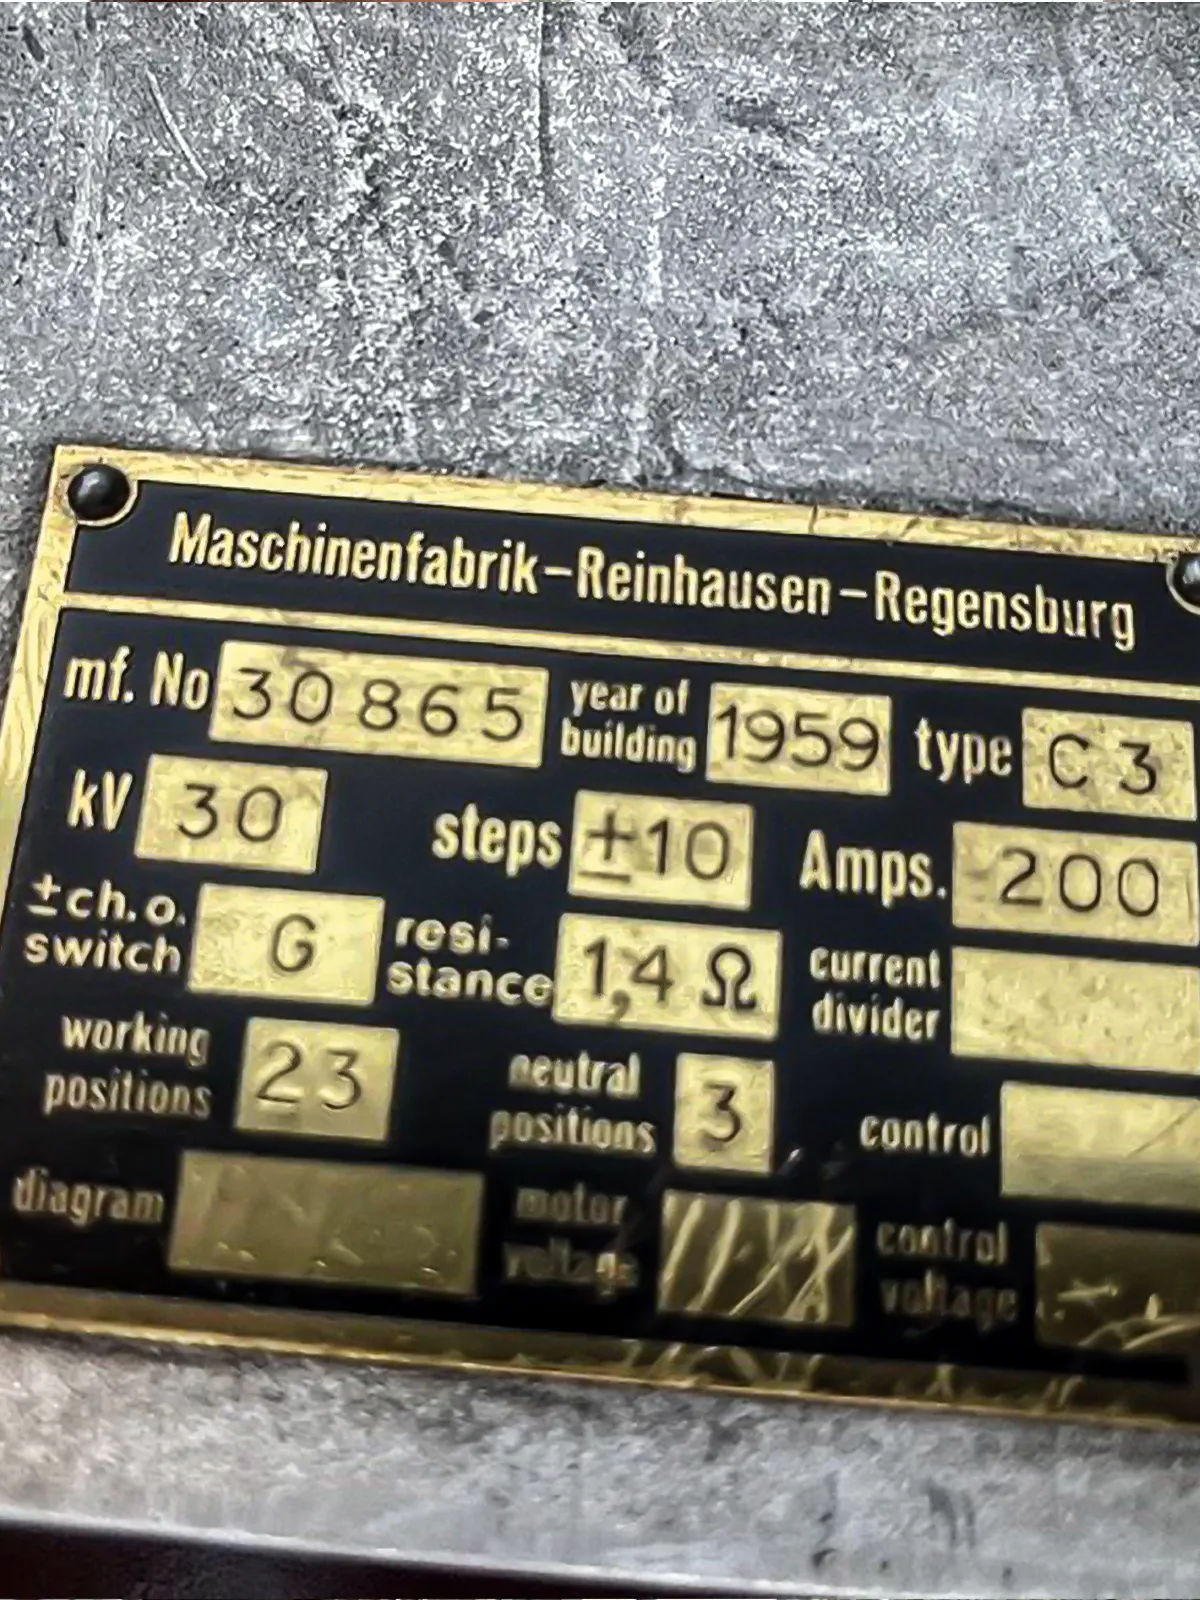 Maschinenfabrik-Reinhausen-Regensburg
mf. No 30865 year of building 1959 type C 3
kV 30 steps ±10 Amps. 200
±ch.o. switch G resi-stance 1,4 Ω current divider
working positions 23 neutral positions 3 control
diagram motor voltage control voltage